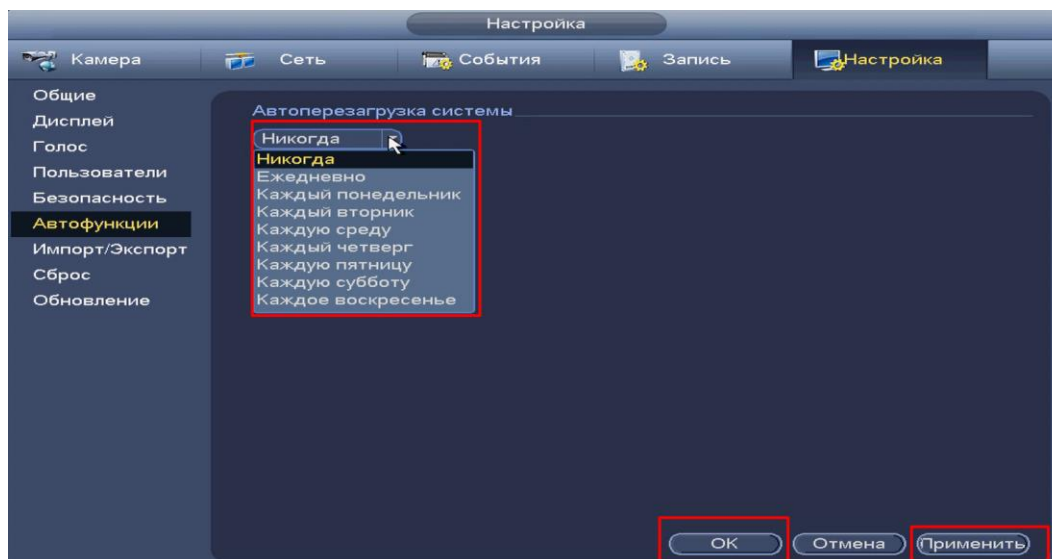 Настройка
Камера Сеть События Запись Настройка
Общие
Дисплей
Голос
Пользователи
Безопасность
Автофункции
Импорт/Экспорт
Сброс
Обновление
Автоперезагрузка системы
Никогда
Никогда
Ежедневно
Каждый понедельник
Каждый вторник
Каждую среду
Каждый четверг
Каждую пятницу
Каждую субботу
Каждое воскресенье
OK Отмена Применить